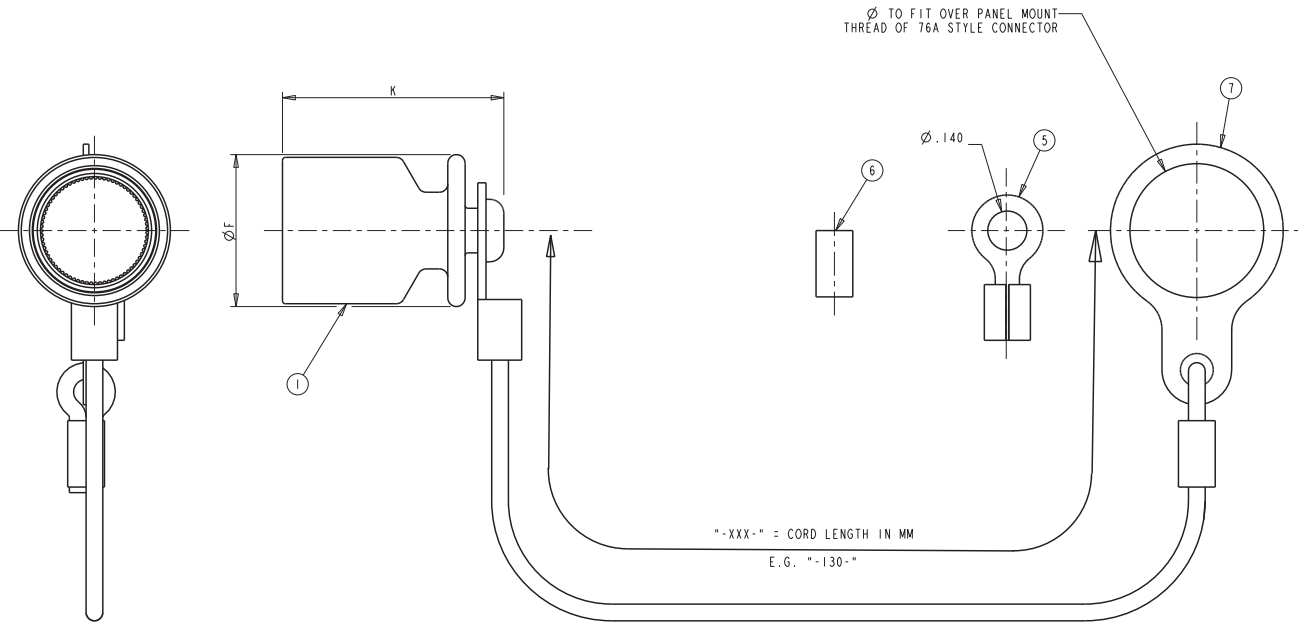 Ø TO FIT OVER PANEL MOUNT
THREAD OF 76A STYLE CONNECTOR
K
7
Ø.140
5
6
ØF
1
"-XXX-" = CORD LENGTH IN MM
E.G. "-130-"